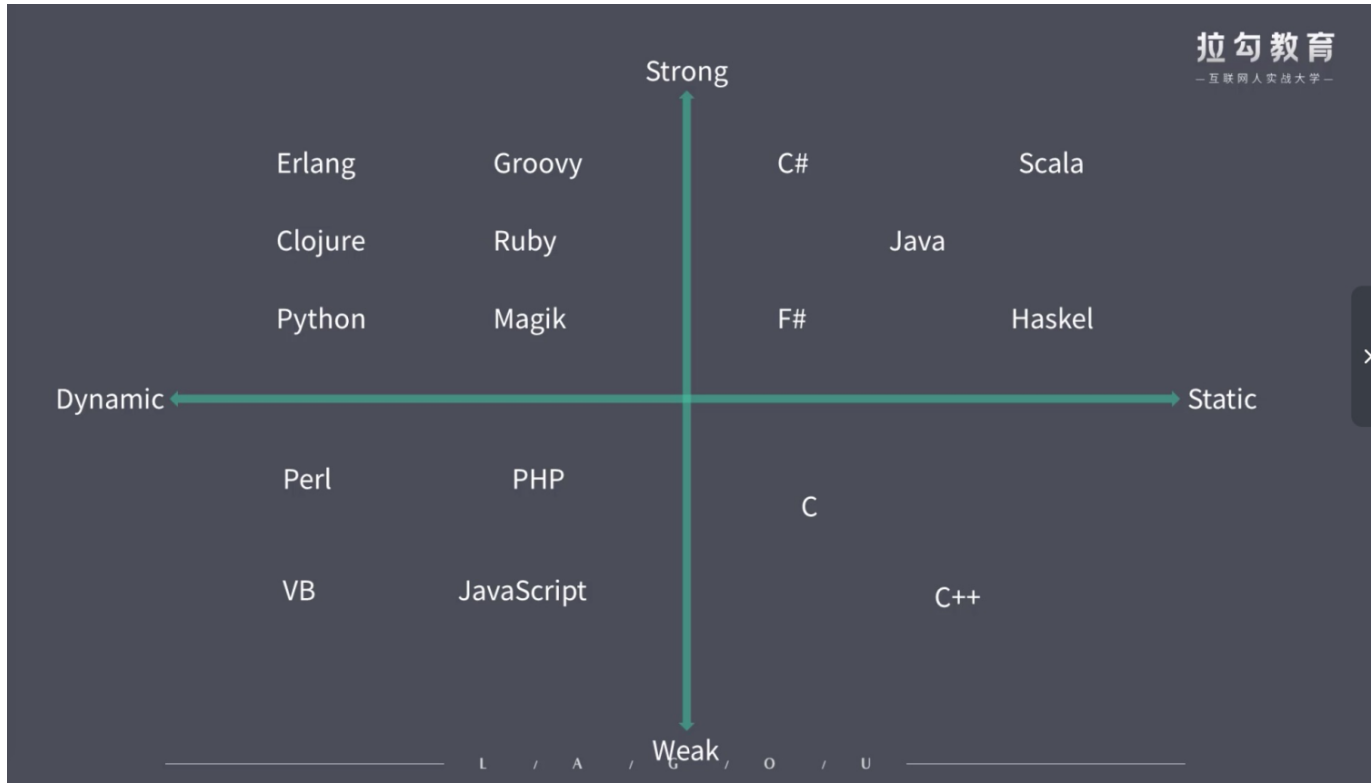 拉勾教育
—互联网人实战大学—
Strong
Erlang Groovy C# Scala
Clojure Ruby Java
Python Magik F# Haskel
Dynamic Static
Perl PHP C
VB JavaScript C++
Weak
L / A / G / O / U